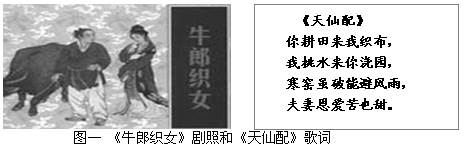 牛郎织女
《天仙配》
你耕田来我织布，
我挑水来你浇园，
寒窑虽破能避风雨，
夫妻恩爱苦也甜。
图一 《牛郎织女》剧照和《天仙配》歌词